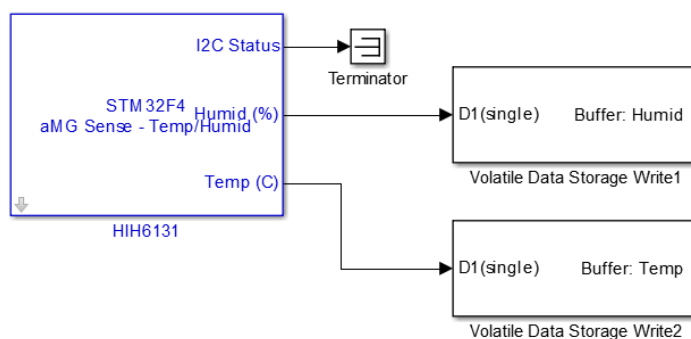 I2C Status
Terminator
STM32F4
Humid (%)
aMG Sense - Temp/Humid
D1(single)
Buffer: Humid
Volatile Data Storage Write1
Temp (C)
HIH6131
D1(single)
Buffer: Temp
Volatile Data Storage Write2